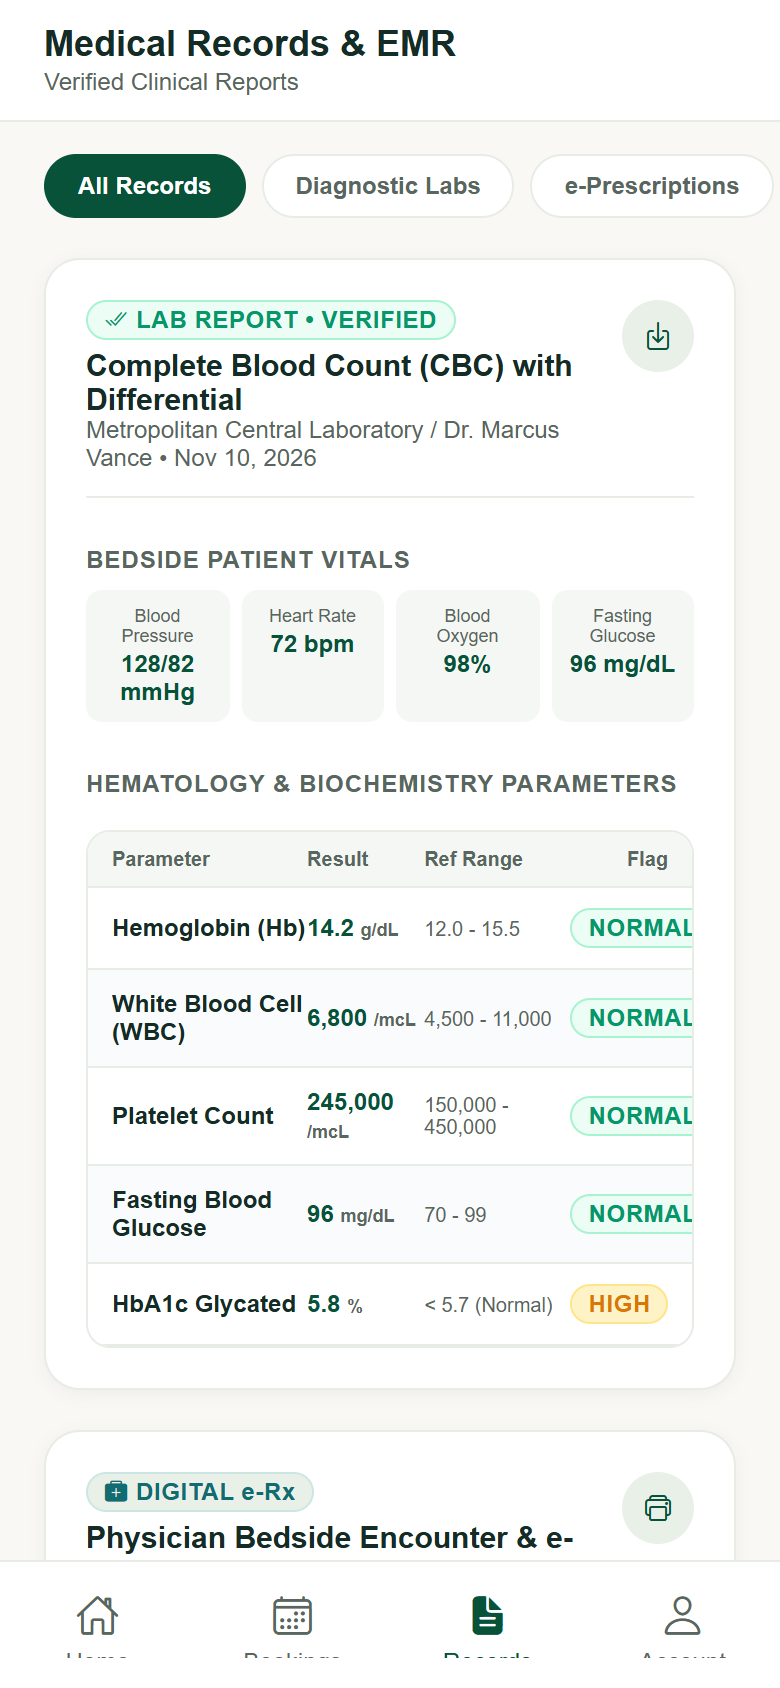 Medical Records & EMR
Verified Clinical Reports
All Records
Diagnostic Labs
e-Prescriptions
LAB REPORT • VERIFIED
Complete Blood Count (CBC) with
Differential
Metropolitan Central Laboratory / Dr. Marcus
Vance • Nov 10, 2026
BEDSIDE PATIENT VITALS
Blood
Pressure
128/82
mmHg
Heart Rate
72 bpm
Blood
Oxygen
98%
Fasting
Glucose
96 mg/dL
HEMATOLOGY & BIOCHEMISTRY PARAMETERS
Parameter Result Ref Range Flag
Hemoglobin (Hb) 14.2 g/dL 12.0 - 15.5 NORMAL
White Blood Cell
(WBC)
6,800 /mcL 4,500 - 11,000 NORMAL
Platelet Count
245,000
/mcL
150,000 -
450,000
NORMAL
Fasting Blood
Glucose
96 mg/dL 70 - 99 NORMAL
HbA1c Glycated 5.8 % < 5.7 (Normal) HIGH
DIGITAL e-Rx
Physician Bedside Encounter & e-
Home
Bookings
Records
Account